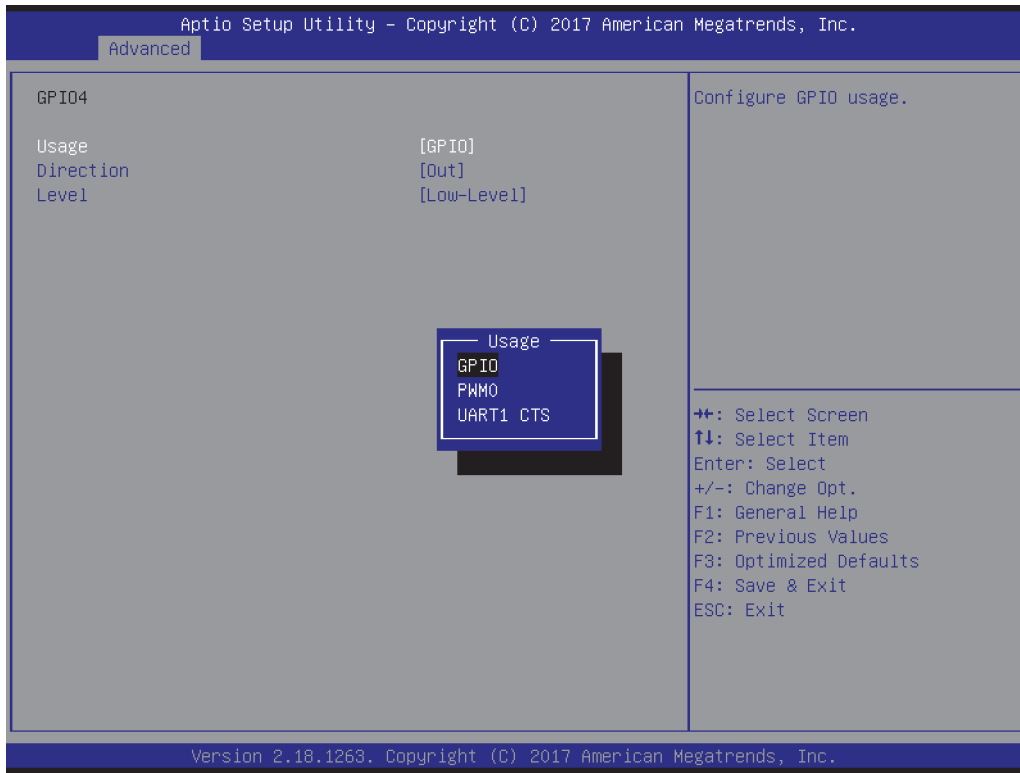 Aptio Setup Utility – Copyright (C) 2017 American Megatrends, Inc.
Advanced
GPIO4
Usage [GPIO]
Direction [Out]
Level [Low-Level]
Configure GPIO usage.
Usage
GPIO
PWM0
UART1 CTS
→←: Select Screen
↑↓: Select Item
Enter: Select
+/-: Change Opt.
F1: General Help
F2: Previous Values
F3: Optimized Defaults
F4: Save & Exit
ESC: Exit
Version 2.18.1263. Copyright (C) 2017 American Megatrends, Inc.